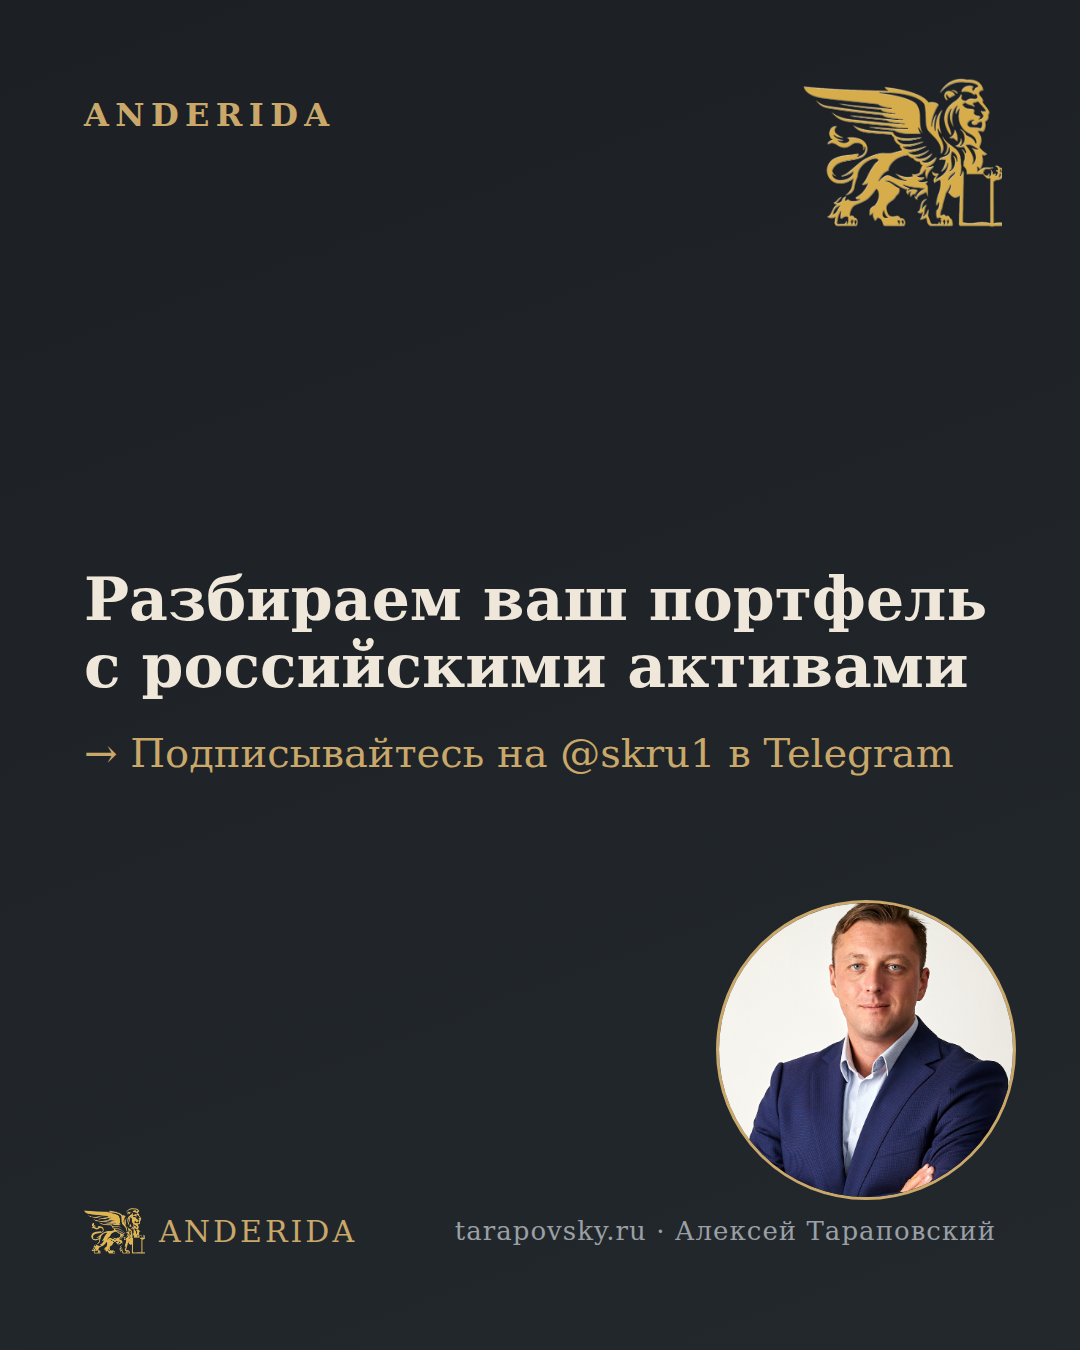 ANDERIDA
Разбираем ваш портфель
с российскими активами
→ Подписывайтесь на @skru1 в Telegram
ANDERIDA
tarapovsky.ru · Алексей Тараповский